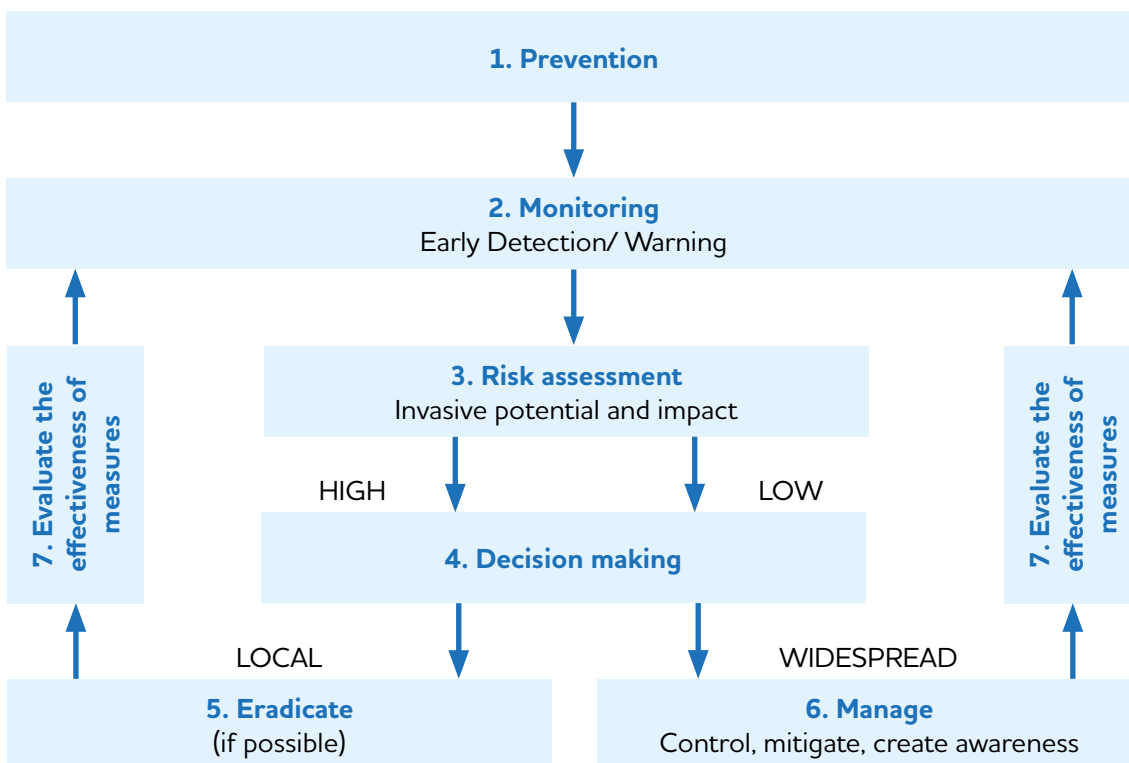 1. Prevention
2. Monitoring
Early Detection/ Warning
3. Risk assessment
Invasive potential and impact
HIGH
LOW
7. Evaluate the
effectiveness of
measures
7. Evaluate the
effectiveness of
measures
4. Decision making
LOCAL
WIDESPREAD
5. Eradicate
(if possible)
6. Manage
Control, mitigate, create awareness